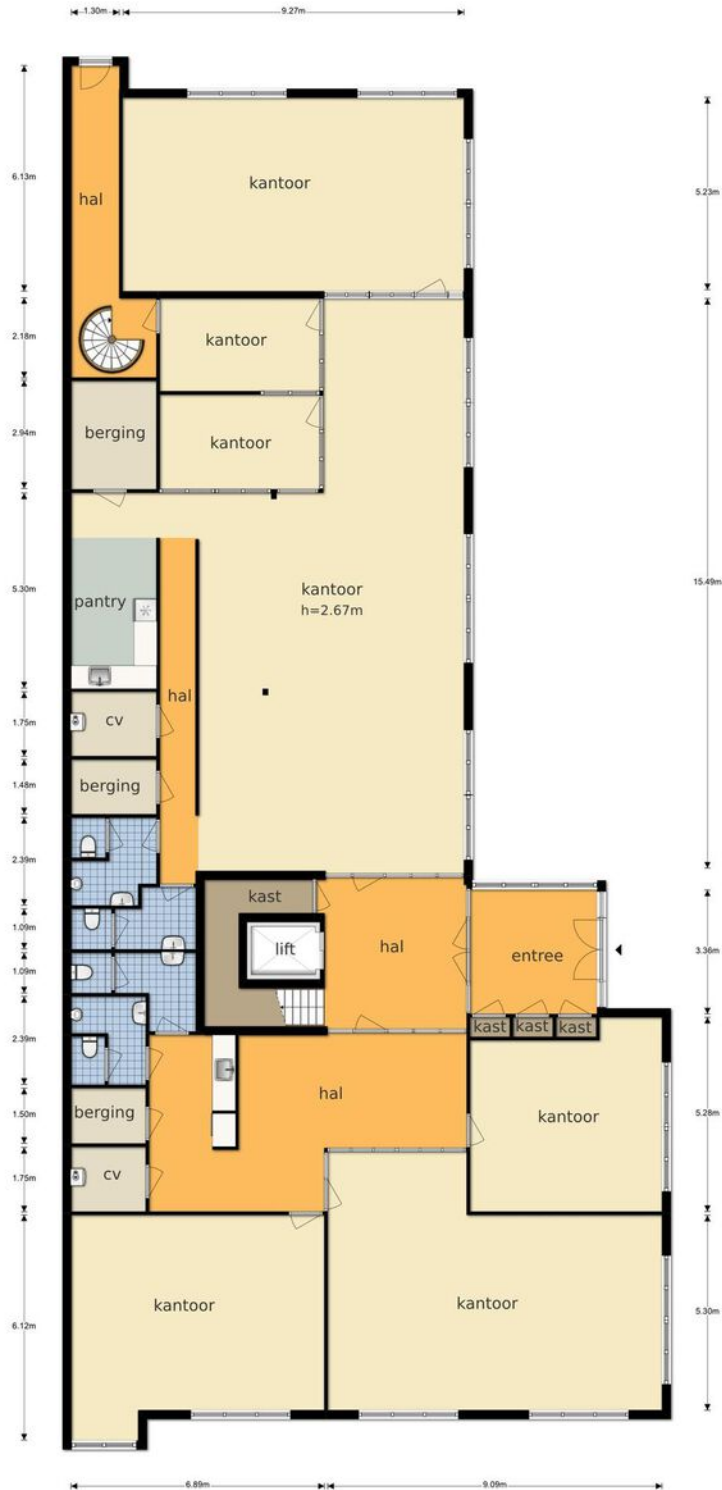 1.30m
9.27m
6.13m
5.23m
kantoor
hal
2.18m
kantoor
2.94m
berging
kantoor
5.30m
15.49m
kantoor
h=2.67m
pantry
hal
1.75m
cv
1.48m
berging
2.39m
kast
1.09m
lift
hal
entree
3.36m
1.09m
2.39m
kast
kast
kast
hal
1.50m
berging
kantoor
5.28m
1.75m
cv
6.12m
kantoor
kantoor
5.30m
6.89m
9.09m